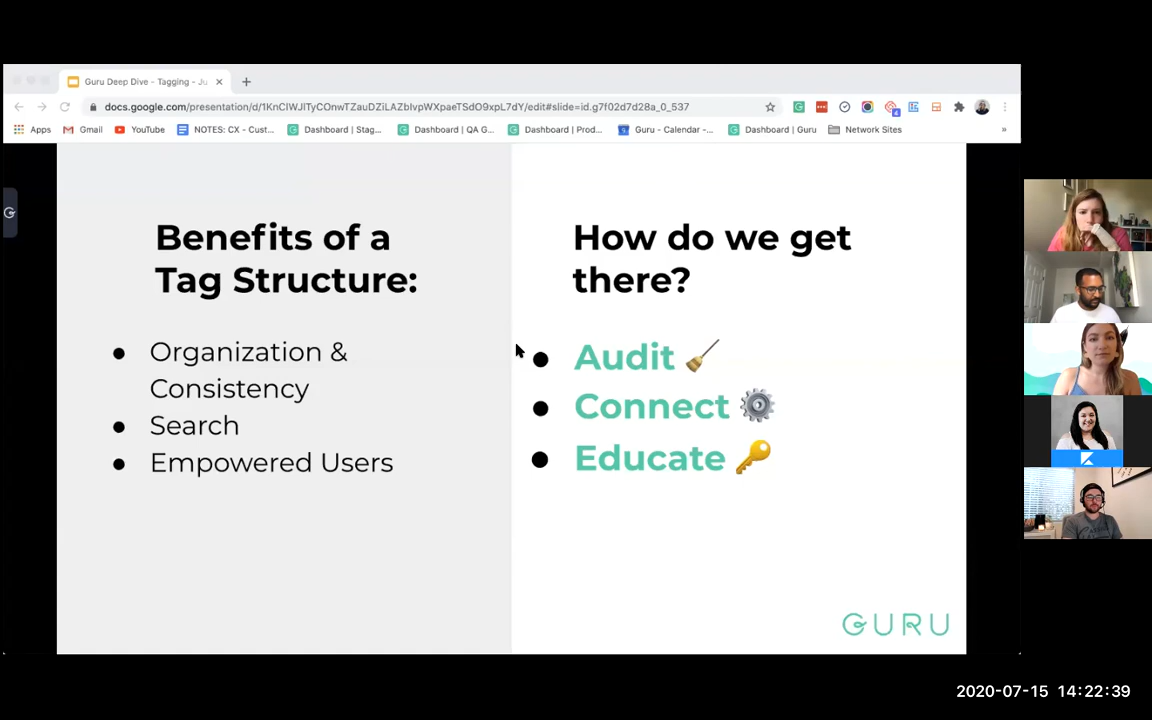 Guru Deep Dive - Tagging - Ju
docs.google.com/presentation/d/1KnCIWJITyCOnwTZauDZiLAZbIvpWXpaeTSdO9xpL7dY/edit#slide=id.g7f02d7d28a_0_537
Apps
Gmail
YouTube
NOTES: CX - Cust...
Dashboard | Stag...
Dashboard | QA G...
Dashboard | Prod...
Guru - Calendar -...
Dashboard | Guru
Network Sites
»
Benefits of a
Tag Structure:
● Organization &
Consistency
● Search
● Empowered Users
How do we get
there?
● Audit 🧹
● Connect ⚙️
● Educate 🔑
GURU
2020-07-15 14:22:39